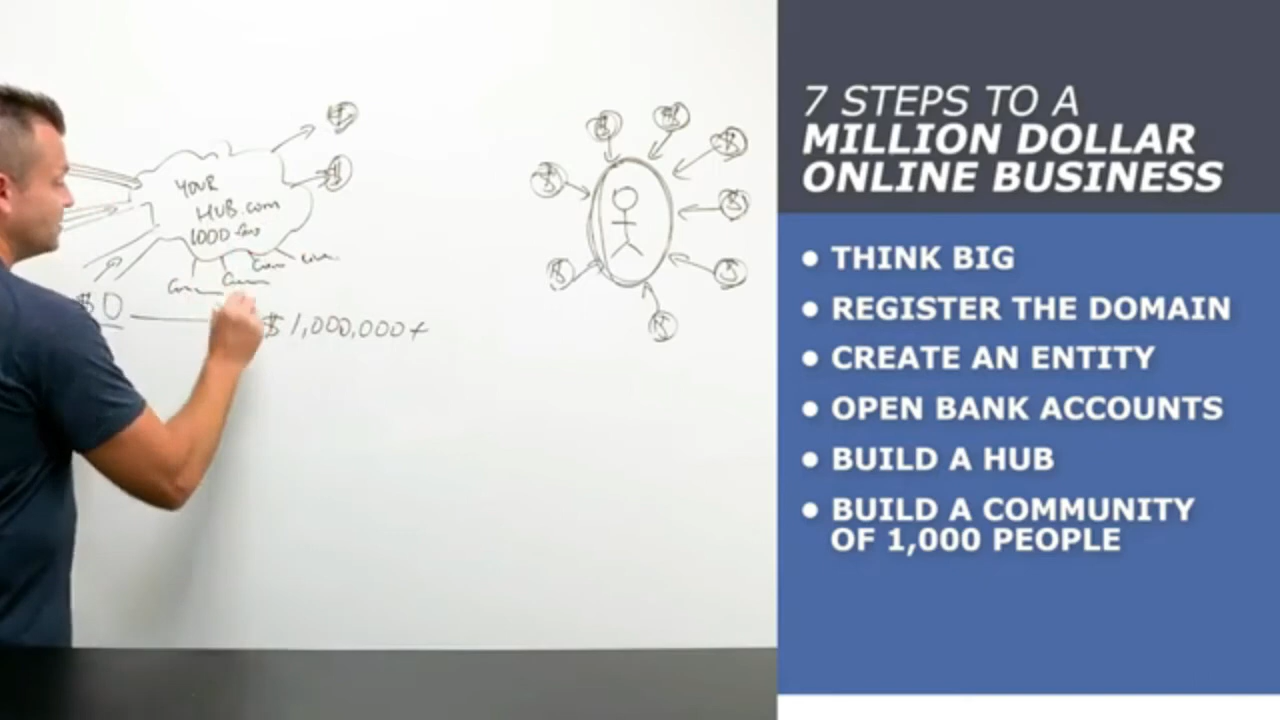 YOUR
HUB.com
1000 fans
$0
$1,000,000+
$
$
$
$
$
$
$
$
7 STEPS TO A
MILLION DOLLAR
ONLINE BUSINESS
• THINK BIG
• REGISTER THE DOMAIN
• CREATE AN ENTITY
• OPEN BANK ACCOUNTS
• BUILD A HUB
• BUILD A COMMUNITY
OF 1,000 PEOPLE